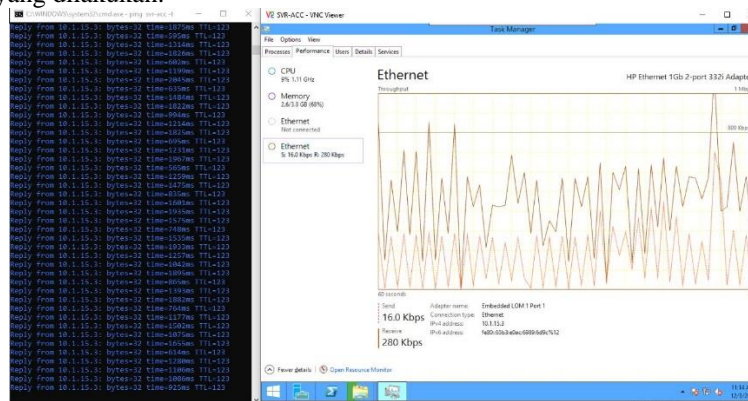 yang dilakukan.
C:\WINDOWS\system32\cmd.exe - ping svr-acc -t
Reply from 10.1.15.3: bytes=32 time=1875ms TTL=123
Reply from 10.1.15.3: bytes=32 time=595ms TTL=123
Reply from 10.1.15.3: bytes=32 time=1314ms TTL=123
Reply from 10.1.15.3: bytes=32 time=1826ms TTL=123
Reply from 10.1.15.3: bytes=32 time=602ms TTL=123
Reply from 10.1.15.3: bytes=32 time=1199ms TTL=123
Reply from 10.1.15.3: bytes=32 time=2045ms TTL=123
Reply from 10.1.15.3: bytes=32 time=635ms TTL=123
Reply from 10.1.15.3: bytes=32 time=1484ms TTL=123
Reply from 10.1.15.3: bytes=32 time=1822ms TTL=123
Reply from 10.1.15.3: bytes=32 time=994ms TTL=123
Reply from 10.1.15.3: bytes=32 time=1214ms TTL=123
Reply from 10.1.15.3: bytes=32 time=1825ms TTL=123
Reply from 10.1.15.3: bytes=32 time=695ms TTL=123
Reply from 10.1.15.3: bytes=32 time=1231ms TTL=123
Reply from 10.1.15.3: bytes=32 time=1967ms TTL=123
Reply from 10.1.15.3: bytes=32 time=565ms TTL=123
Reply from 10.1.15.3: bytes=32 time=1259ms TTL=123
Reply from 10.1.15.3: bytes=32 time=1475ms TTL=123
Reply from 10.1.15.3: bytes=32 time=835ms TTL=123
Reply from 10.1.15.3: bytes=32 time=1601ms TTL=123
Reply from 10.1.15.3: bytes=32 time=1935ms TTL=123
Reply from 10.1.15.3: bytes=32 time=1575ms TTL=123
Reply from 10.1.15.3: bytes=32 time=748ms TTL=123
Reply from 10.1.15.3: bytes=32 time=1535ms TTL=123
Reply from 10.1.15.3: bytes=32 time=1933ms TTL=123
Reply from 10.1.15.3: bytes=32 time=1257ms TTL=123
Reply from 10.1.15.3: bytes=32 time=1042ms TTL=123
Reply from 10.1.15.3: bytes=32 time=1895ms TTL=123
Reply from 10.1.15.3: bytes=32 time=865ms TTL=123
Reply from 10.1.15.3: bytes=32 time=1393ms TTL=123
Reply from 10.1.15.3: bytes=32 time=1882ms TTL=123
Reply from 10.1.15.3: bytes=32 time=764ms TTL=123
Reply from 10.1.15.3: bytes=32 time=1177ms TTL=123
Reply from 10.1.15.3: bytes=32 time=1502ms TTL=123
Reply from 10.1.15.3: bytes=32 time=1075ms TTL=123
Reply from 10.1.15.3: bytes=32 time=1655ms TTL=123
Reply from 10.1.15.3: bytes=32 time=614ms TTL=123
Reply from 10.1.15.3: bytes=32 time=1280ms TTL=123
Reply from 10.1.15.3: bytes=32 time=1106ms TTL=123
Reply from 10.1.15.3: bytes=32 time=1086ms TTL=123
Reply from 10.1.15.3: bytes=32 time=925ms TTL=123
SVR-ACC - VNC Viewer
Task Manager
File Options View
Processes Performance Users Details Services
CPU
9% 1.11 GHz
Memory
2.6/3.8 GB (68%)
Ethernet
Not connected
Ethernet
S: 16.0 Kbps R: 280 Kbps
Ethernet
HP Ethernet 1Gb 2-port 332i Adapte
Throughput
1 Mb
300 Kbp
60 seconds
Send
16.0 Kbps
Receive
280 Kbps
Adapter name: Embedded LOM 1 Port 1
Connection type: Ethernet
IPv4 address: 10.1.15.3
IPv6 address:
Fewer details
Open Resource Monitor
11:14